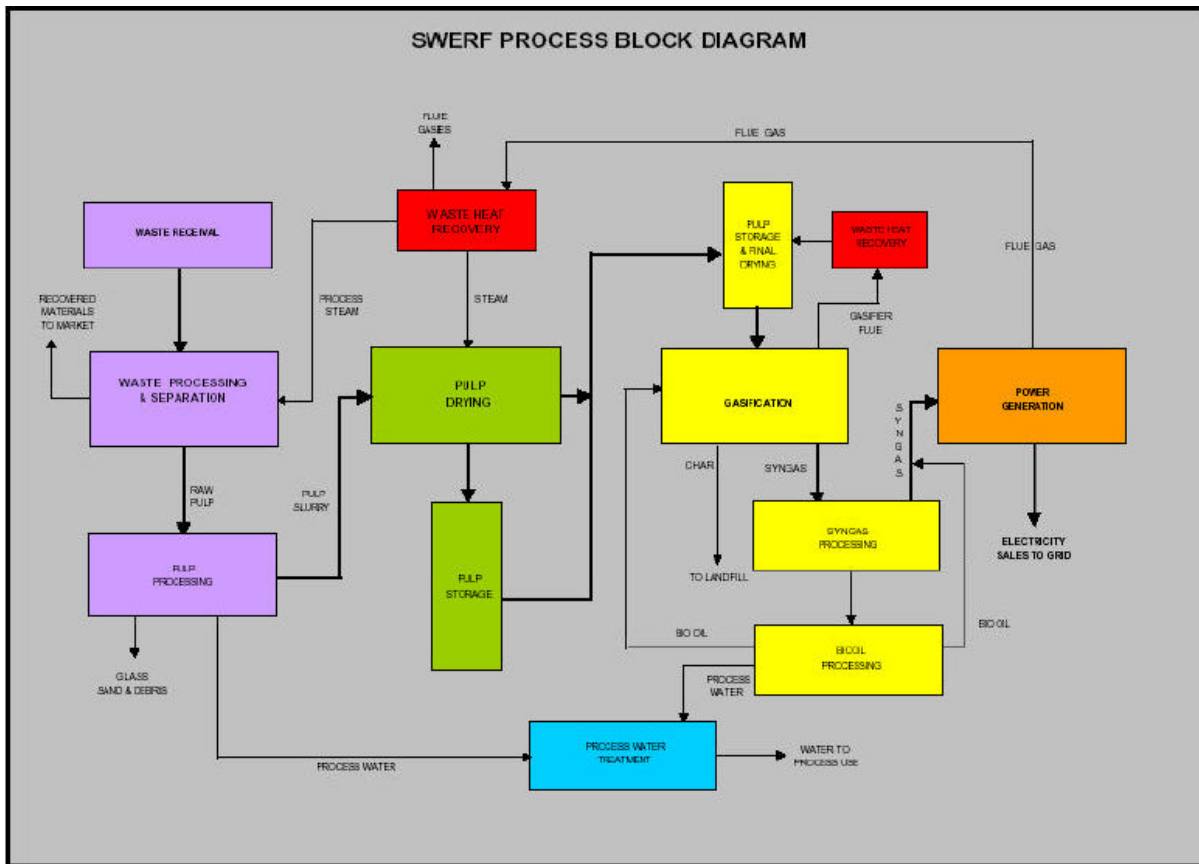 SWERF PROCESS BLOCK DIAGRAM
FLUE
GASES
FLUE GAS
WASTE HEAT
RECOVERY
WASTE RECEIVAL
PULP
STORAGE
& FINAL
DRYING
WASTE HEAT
RECOVERY
FLUE GAS
RECOVERED
MATERIALS
TO MARKET
PROCESS
STEAM
STEAM
GASIFIER
FLUE
WASTE PROCESSING
& SEPARATION
PULP
DRYING
GASIFICATION
POWER
GENERATION
SYNGAS
CHAR
SYNGAS
RAW
PULP
PULP
SLURRY
PULP
PROCESSING
PULP
STORAGE
SYNGAS
PROCESSING
ELECTRICITY
SALES TO GRID
TO LANDFILL
BIO OIL
BIO OIL
BIOOIL
PROCESSING
GLASS
SAND & DEBRIS
PROCESS
WATER
PROCESS WATER
PROCESS WATER
TREATMENT
WATER TO
PROCESS USE